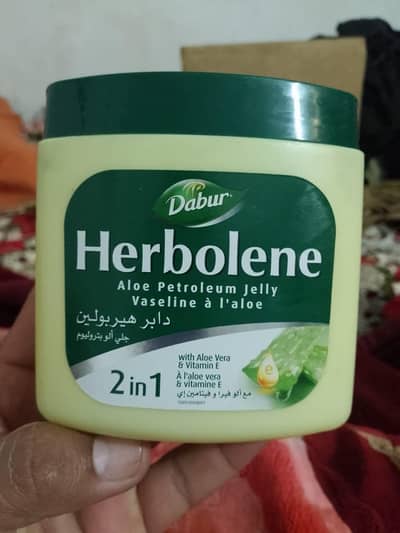 Dabur
Herbolene
Aloe Petroleum Jelly
Vaseline à l'aloe
دابر هيربولين
جلي ألو بتروليوم
2 in 1
with Aloe Vera
& Vitamin E
À l'aloe vera
& vitamine E
مع ألو فيرا و فيتامين إي
e